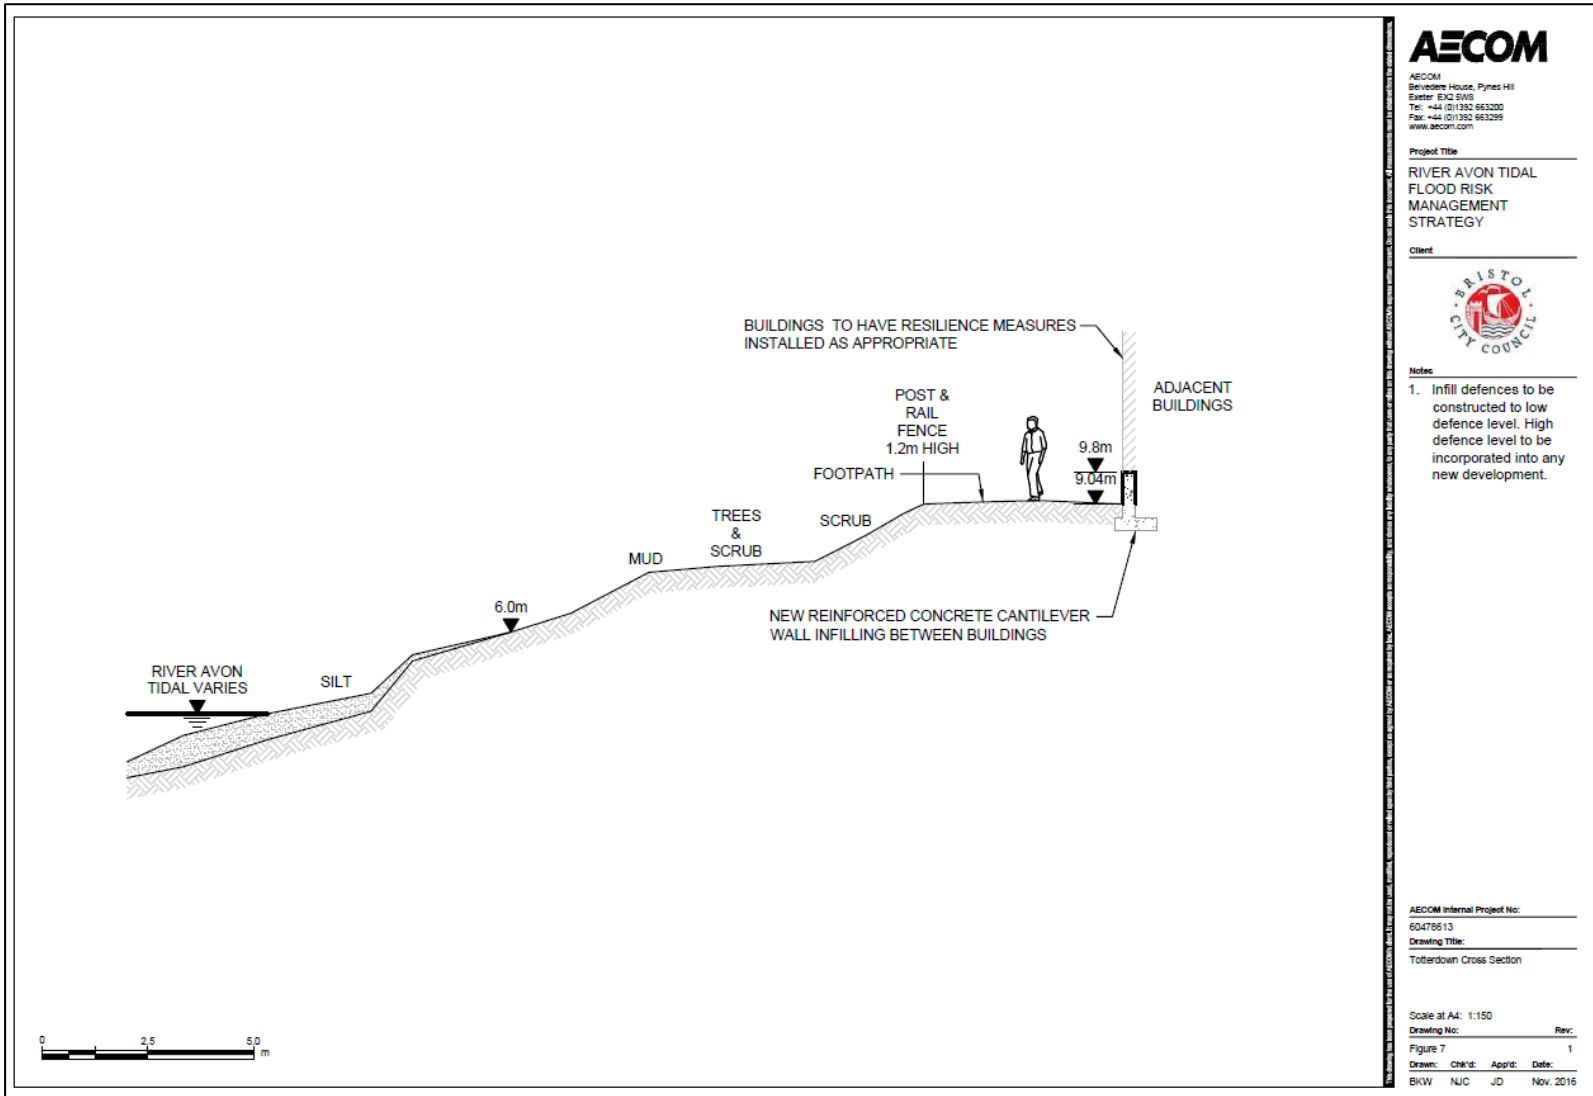 BUILDINGS TO HAVE RESILIENCE MEASURES
INSTALLED AS APPROPRIATE
ADJACENT
BUILDINGS
POST &
RAIL
FENCE
1.2m HIGH
9.8m
9.04m
FOOTPATH
TREES
&
SCRUB
SCRUB
MUD
6.0m
NEW REINFORCED CONCRETE CANTILEVER
WALL INFILLING BETWEEN BUILDINGS
RIVER AVON
TIDAL VARIES
SILT
0 2.5 5.0
m
AECOM
AECOM
Belvedere House, Pynes Hill
Exeter EX2 5WS
Tel: +44 (0)1392 663200
Fax: +44 (0)1392 663299
www.aecom.com
Project Title
RIVER AVON TIDAL
FLOOD RISK
MANAGEMENT
STRATEGY
Client
BRISTOL
CITY COUNCIL
Notes
1. Infill defences to be
constructed to low
defence level. High
defence level to be
incorporated into any
new development.
AECOM Internal Project No:
60478613
Drawing Title:
Totterdown Cross Section
Scale at A4: 1:150
Drawing No: Rev:
Figure 7 1
Drawn: Chk'd: App'd: Date:
BKW NJC JD Nov. 2016